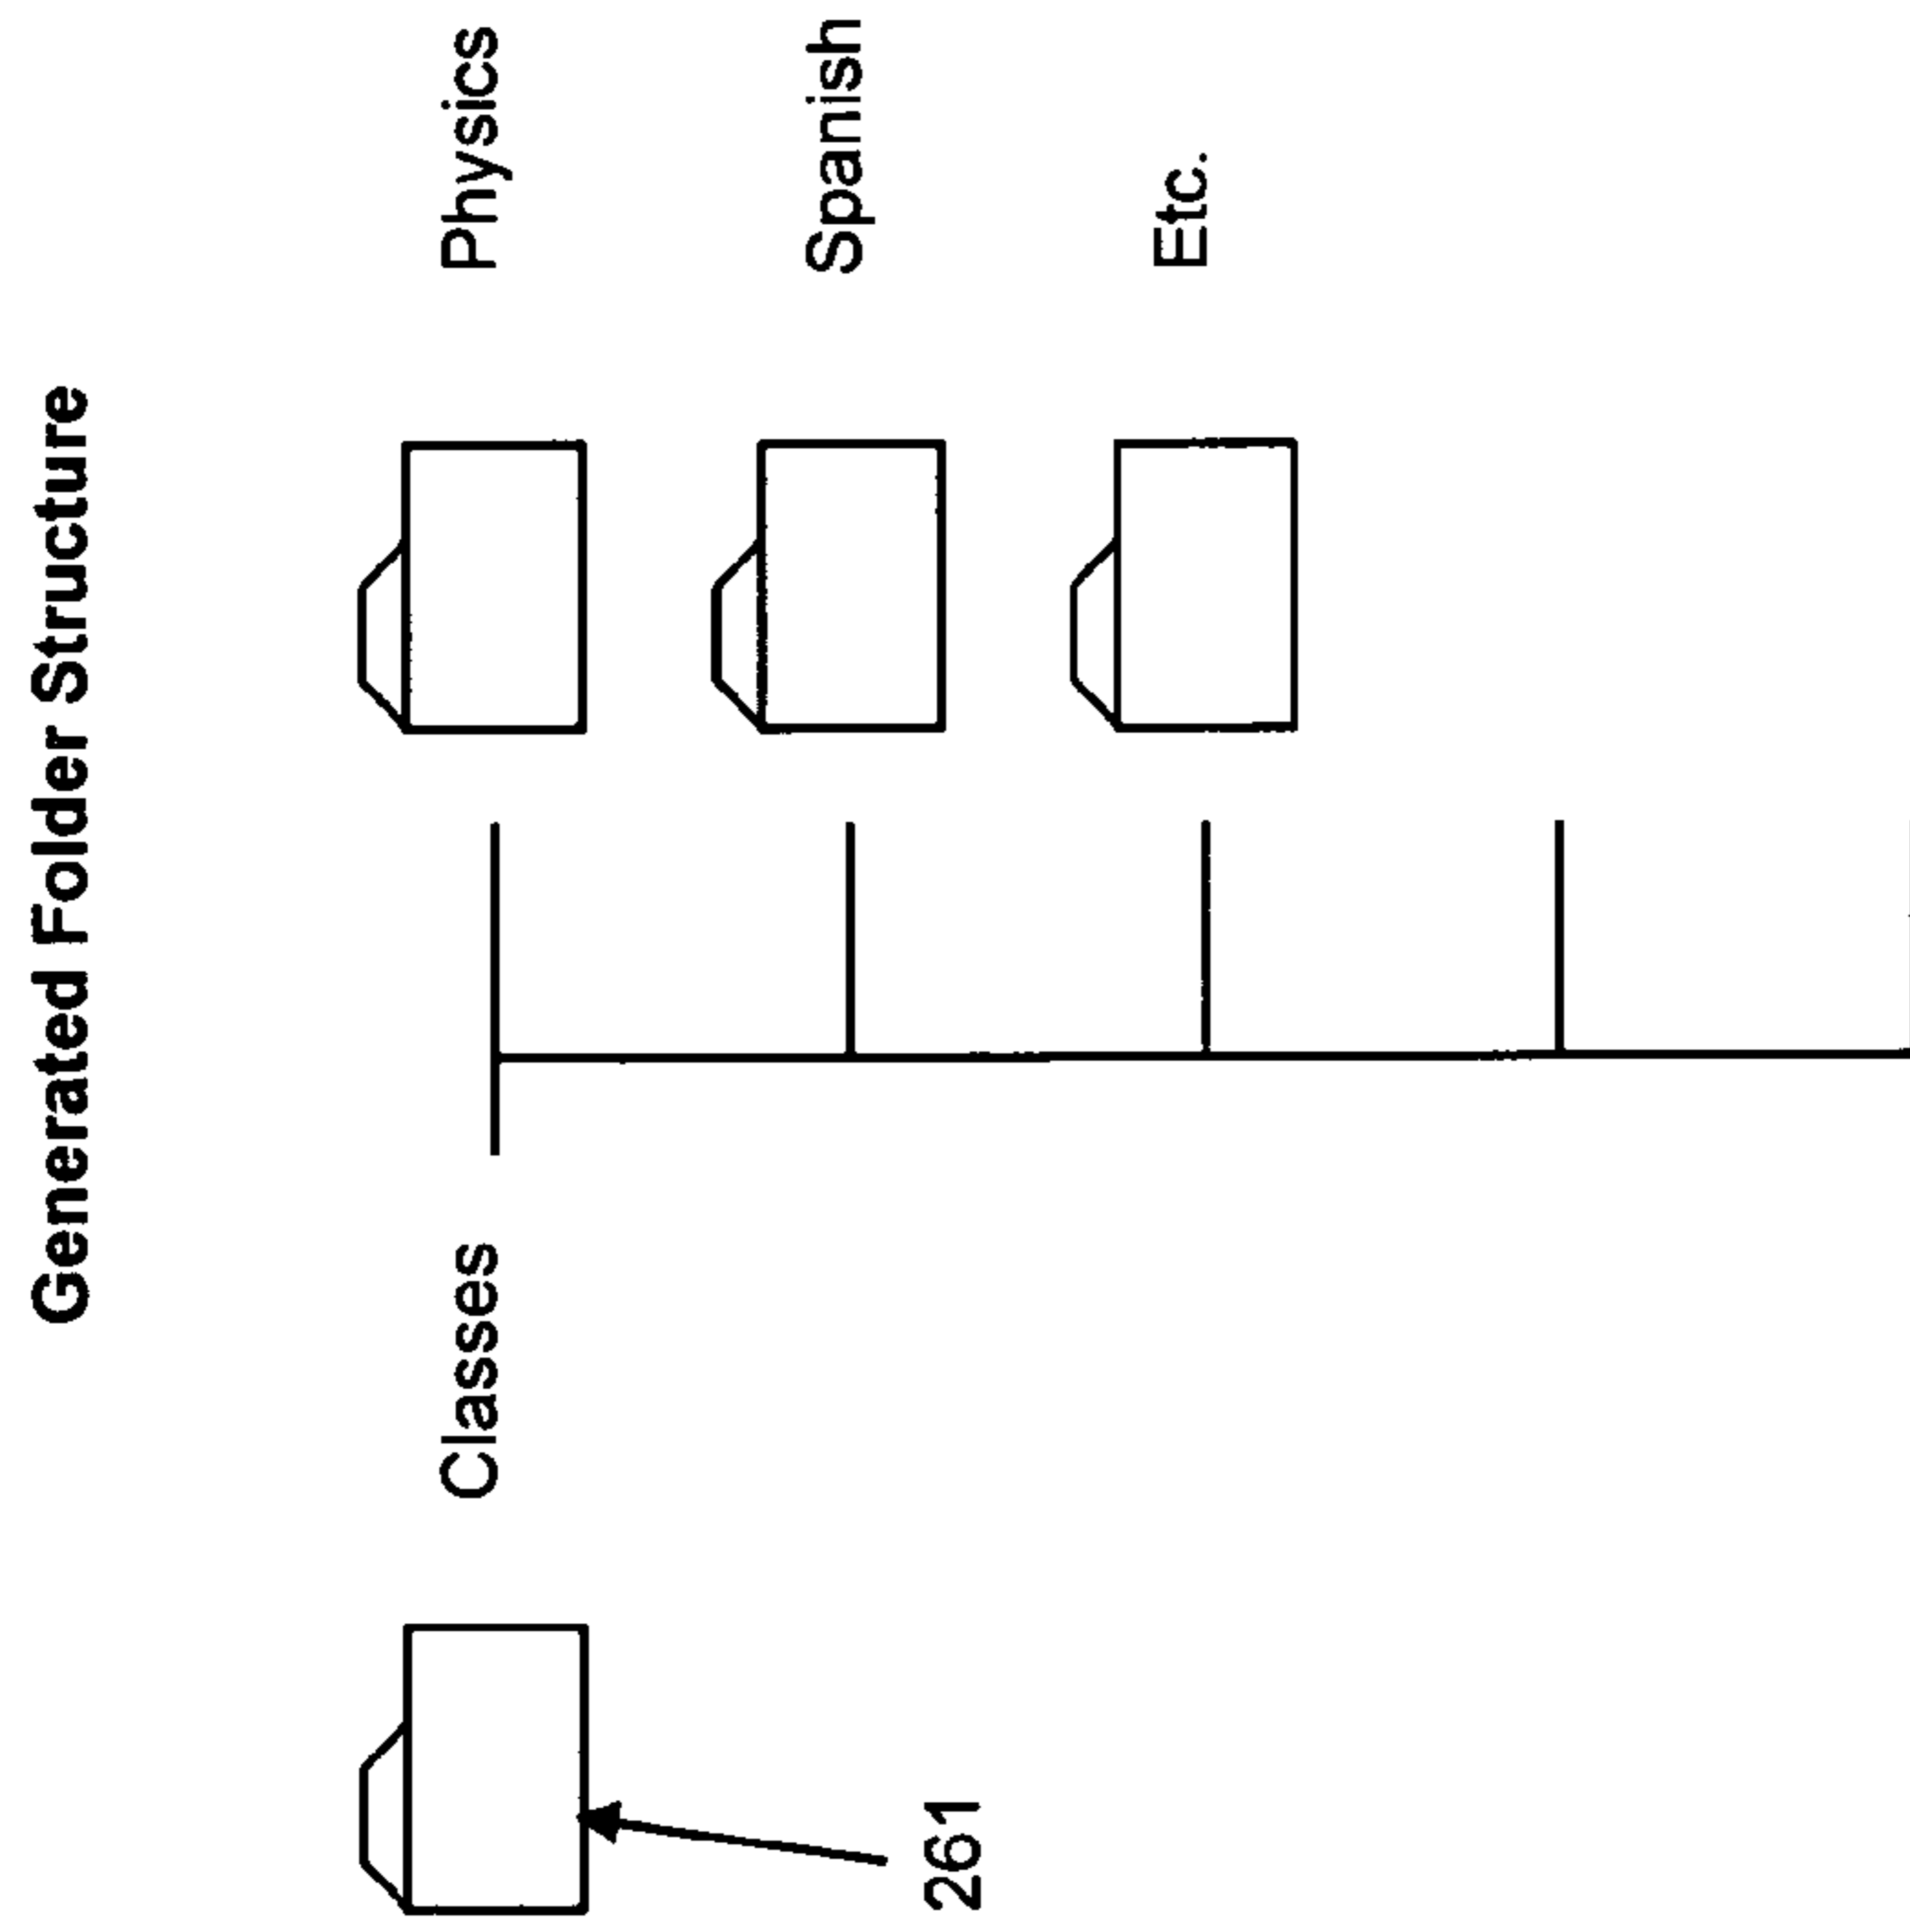 Generated Folder Structure
Classes
Physics
Spanish
Etc.
261